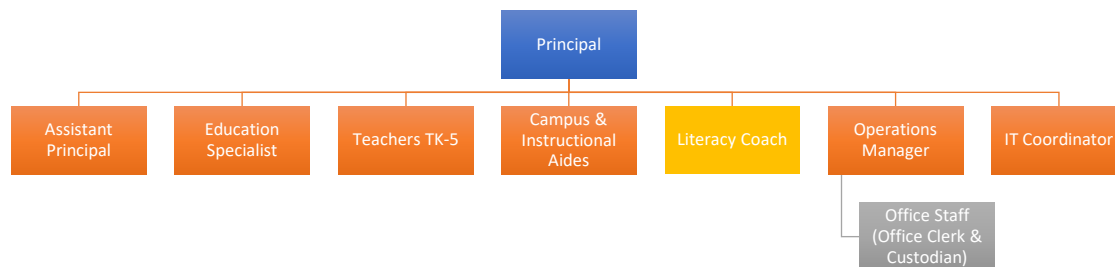 Principal
Assistant
Principal
Education
Specialist
Teachers TK-5
Campus &
Instructional
Aides
Literacy Coach
Operations
Manager
IT Coordinator
Office Staff
(Office Clerk &
Custodian)